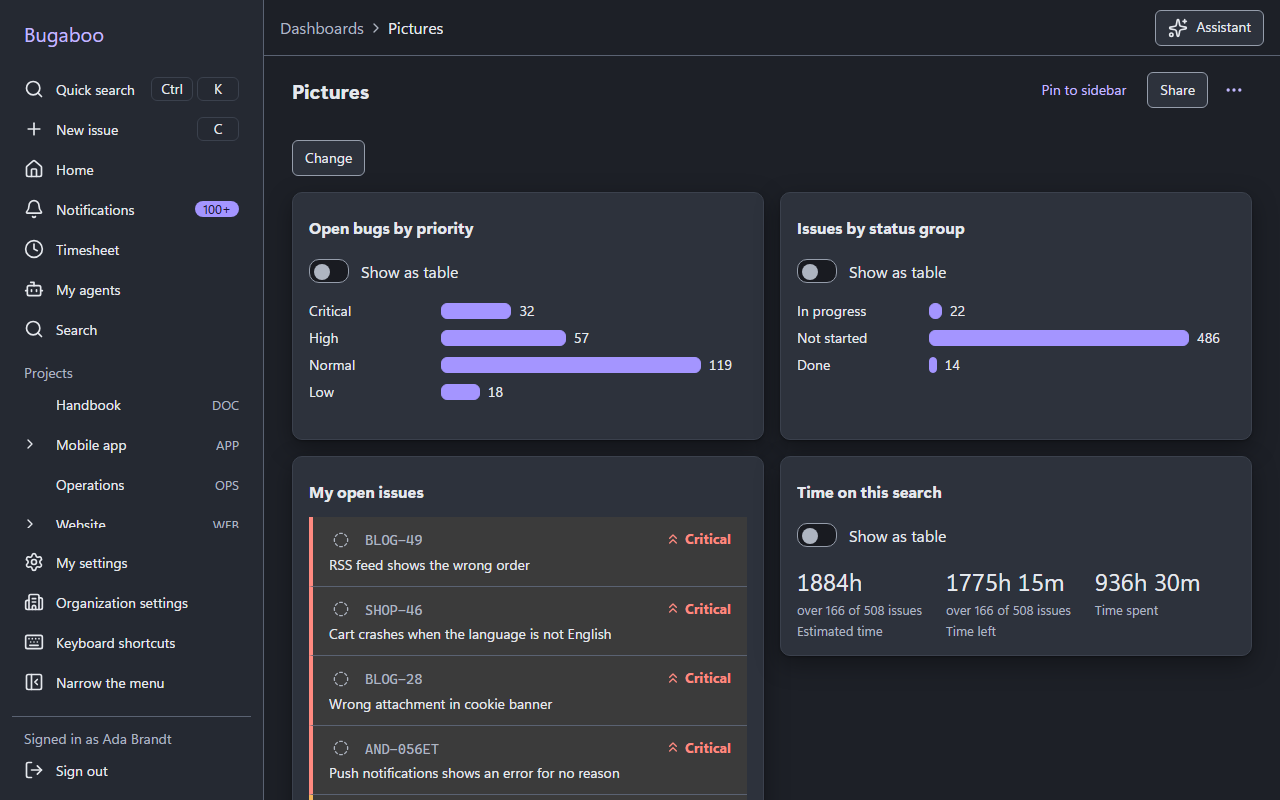 Bugaboo
Quick search Ctrl K
New issue C
Home
Notifications 100+
Timesheet
My agents
Search
Projects
Handbook DOC
Mobile app APP
Operations OPS
Website WEB
My settings
Organization settings
Keyboard shortcuts
Narrow the menu
Signed in as Ada Brandt
Sign out
Dashboards > Pictures
Assistant
Pictures
Pin to sidebar
Share
Change
Open bugs by priority
Show as table
Critical 32
High 57
Normal 119
Low 18
Issues by status group
Show as table
In progress 22
Not started 486
Done 14
My open issues
BLOG-49 Critical
RSS feed shows the wrong order
SHOP-46 Critical
Cart crashes when the language is not English
BLOG-28 Critical
Wrong attachment in cookie banner
AND-056ET Critical
Push notifications shows an error for no reason
Time on this search
Show as table
1884h 1775h 15m 936h 30m
over 166 of 508 issues over 166 of 508 issues Time spent
Estimated time Time left